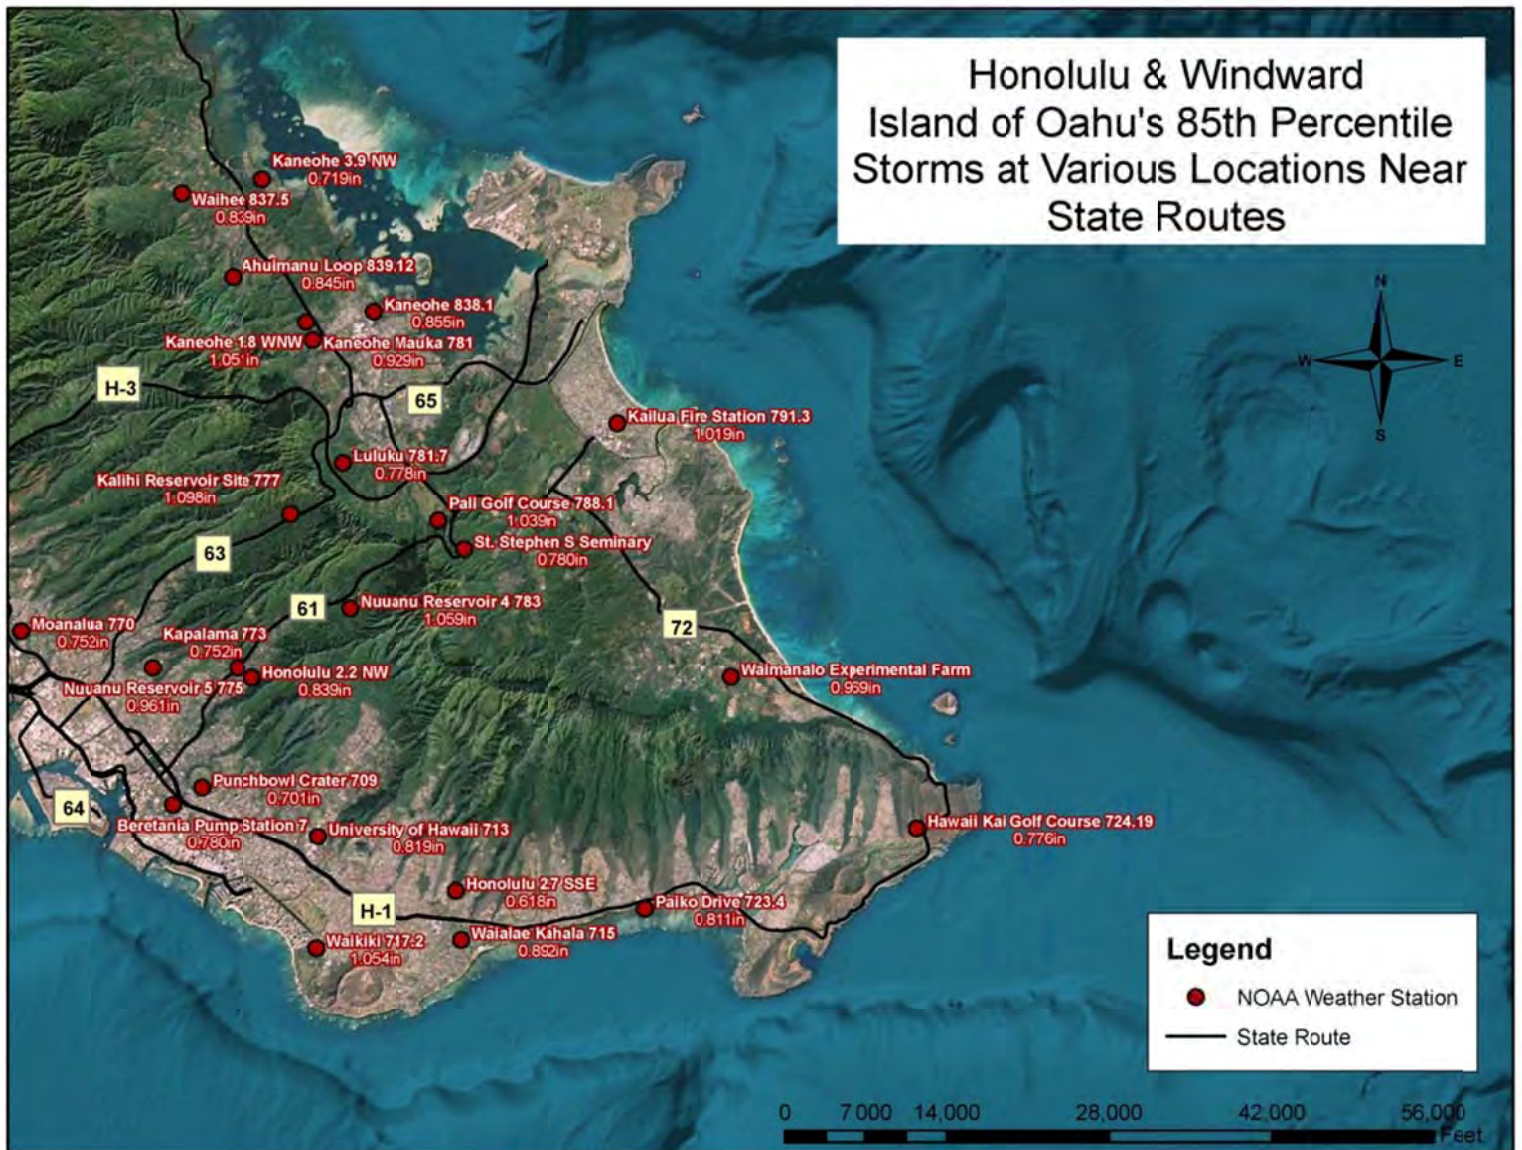 Honolulu & Windward
Island of Oahu's 85th Percentile
Storms at Various Locations Near
State Routes
Kaneohe 3.9 NW
0.719in
Waihee 837.5
0.839in
Ahuimanu Loop 839.12
0.845in
Kaneohe 838.1
0.855in
Kaneohe 1.8 WNW
1.051in
Kaneohe Mauka 781
0.929in
H-3
65
Kailua Fire Station 791.3
1.019in
Luluku 781.7
0.778in
Kalihi Reservoir Site 777
1.098in
Pali Golf Course 788.1
1.039in
St. Stephen S Seminary
0.780in
63
61
Nuuanu Reservoir 4 783
1.059in
72
Moanalua 770
0.752in
Kapalama 773
0.752in
Honolulu 2.2 NW
0.839in
Nuuanu Reservoir 5 775
0.961in
Waimanalo Experimental Farm
0.969in
Punchbowl Crater 709
0.701in
64
Beretania Pump Station 7
0.780in
University of Hawaii 713
0.819in
Hawaii Kai Golf Course 724.19
0.776in
Honolulu 2.7 SSE
0.618in
Paiko Drive 723.4
0.811in
H-1
Waikiki 717.2
1.054in
Waialae Kahala 715
0.892in
N
W
E
S
Legend
NOAA Weather Station
State Route
0 7,000 14,000 28,000 42,000 56,000
Feet